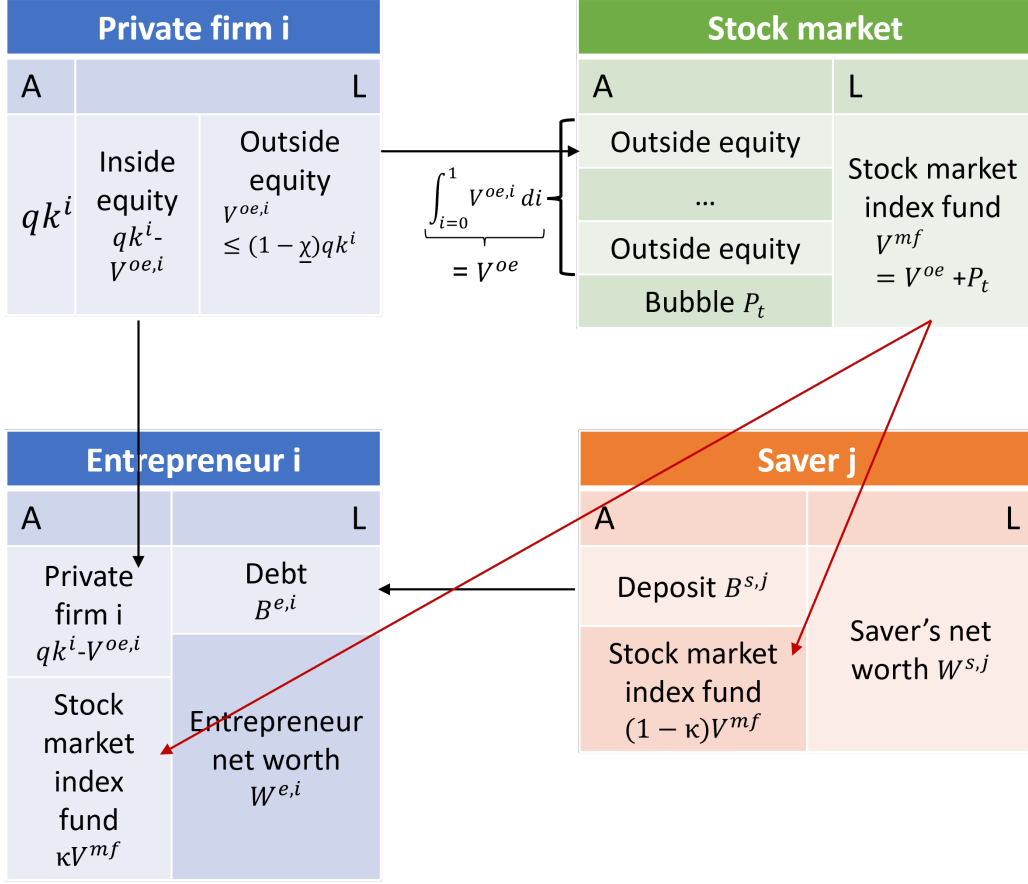 Private firm i
A
L
qk^i
Inside
equity
qk^i-
V^{oe,i}
Outside
equity
V^{oe,i}
≤ (1 − χ̲)qk^i
∫_{i=0}^{1} V^{oe,i} di
= V^{oe}
Stock market
A
L
Outside equity
...
Outside equity
Bubble P_t
Stock market
index fund
V^{mf}
= V^{oe} +P_t
Entrepreneur i
A
L
Private
firm i
qk^i-V^{oe,i}
Stock
market
index
fund
κV^{mf}
Debt
B^{e,i}
Entrepreneur
net worth
W^{e,i}
Saver j
A
L
Deposit B^{s,j}
Stock market
index fund
(1 − κ)V^{mf}
Saver’s net
worth W^{s,j}